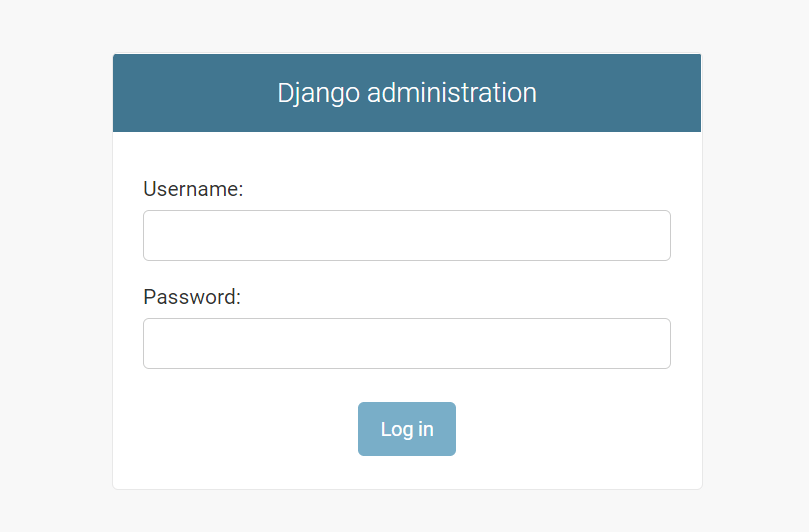 Django administration
Username:
Password:
Log in